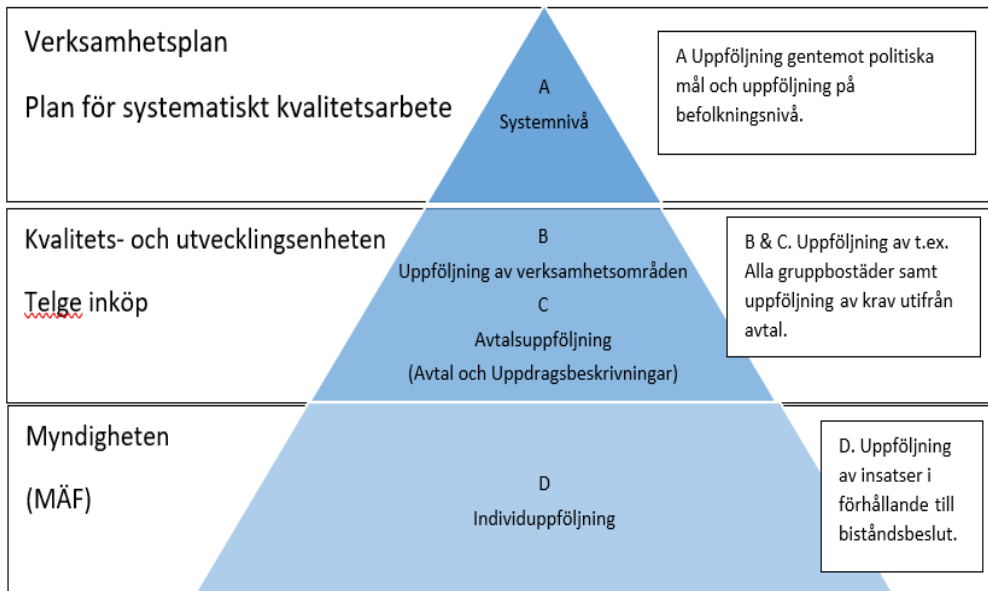 Verksamhetsplan
Plan för systematiskt kvalitetsarbete
A
Systemnivå
A Uppföljning gentemot politiska
mål och uppföljning på
befolkningsnivå.
Kvalitets- och utvecklingsenheten
Telge inköp
B
Uppföljning av verksamhetsområden
C
Avtalsuppföljning
(Avtal och Uppdragsbeskrivningar)
B & C. Uppföljning av t.ex.
Alla gruppbostäder samt
uppföljning av krav utifrån
avtal.
Myndigheten
(MÄF)
D
Individuppföljning
D. Uppföljning
av insatser i
förhållande till
biståndsbeslut.